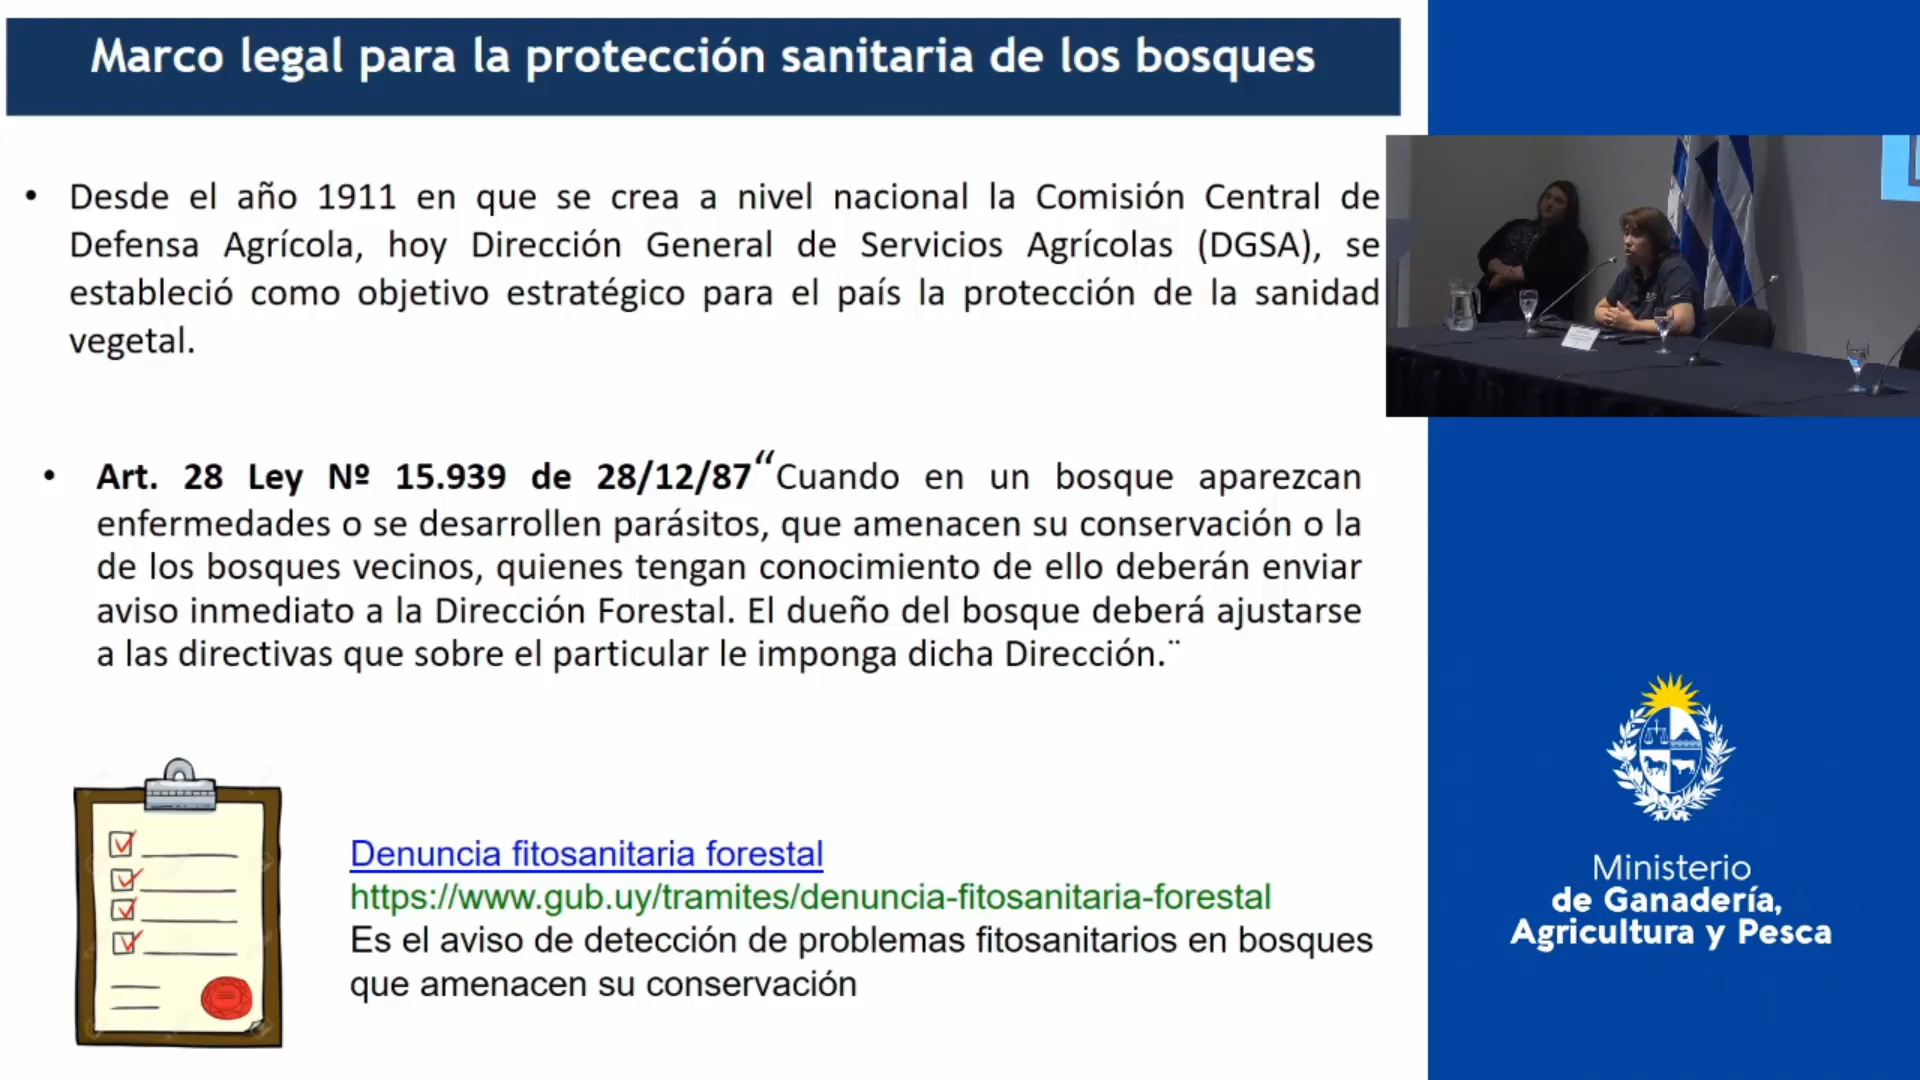 Marco legal para la protección sanitaria de los bosques
• Desde el año 1911 en que se crea a nivel nacional la Comisión Central de
Defensa Agrícola, hoy Dirección General de Servicios Agrícolas (DGSA), se
estableció como objetivo estratégico para el país la protección de la sanidad
vegetal.
• Art. 28 Ley Nº 15.939 de 28/12/87“Cuando en un bosque aparezcan
enfermedades o se desarrollen parásitos, que amenacen su conservación o la
de los bosques vecinos, quienes tengan conocimiento de ello deberán enviar
aviso inmediato a la Dirección Forestal. El dueño del bosque deberá ajustarse
a las directivas que sobre el particular le imponga dicha Dirección.¨
Denuncia fitosanitaria forestal
https://www.gub.uy/tramites/denuncia-fitosanitaria-forestal
Es el aviso de detección de problemas fitosanitarios en bosques
que amenacen su conservación
Ministerio
de Ganadería,
Agricultura y Pesca